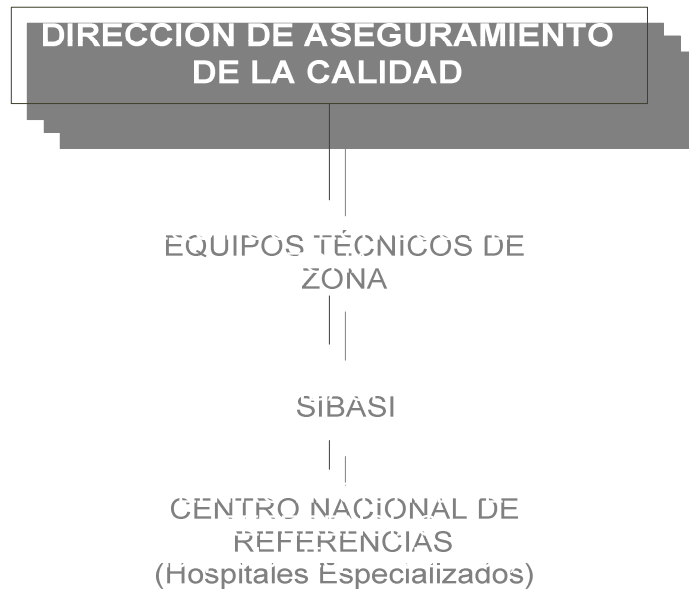 DIRECCION DE ASEGURAMIENTO
DE LA CALIDAD
EQUIPOS TÉCNICOS DE
ZONA
SIBASI
CENTRO NACIONAL DE
REFERENCIAS
(Hospitales Especializados)